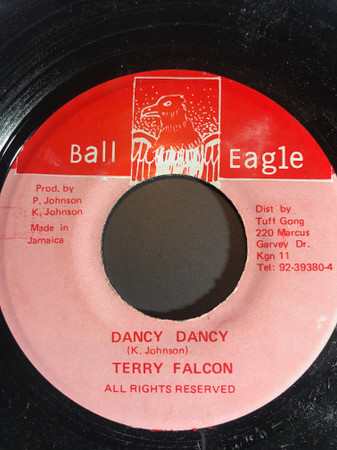 Ball Eagle
Prod. by
P. Johnson
K. Johnson
Made in
Jamaica
Dist by
Tuff Gong
220 Marcus
Garvey Dr.
Kgn 11
Tel: 92-39380-4
DANCY DANCY
(K. Johnson)
TERRY FALCON
ALL RIGHTS RESERVED